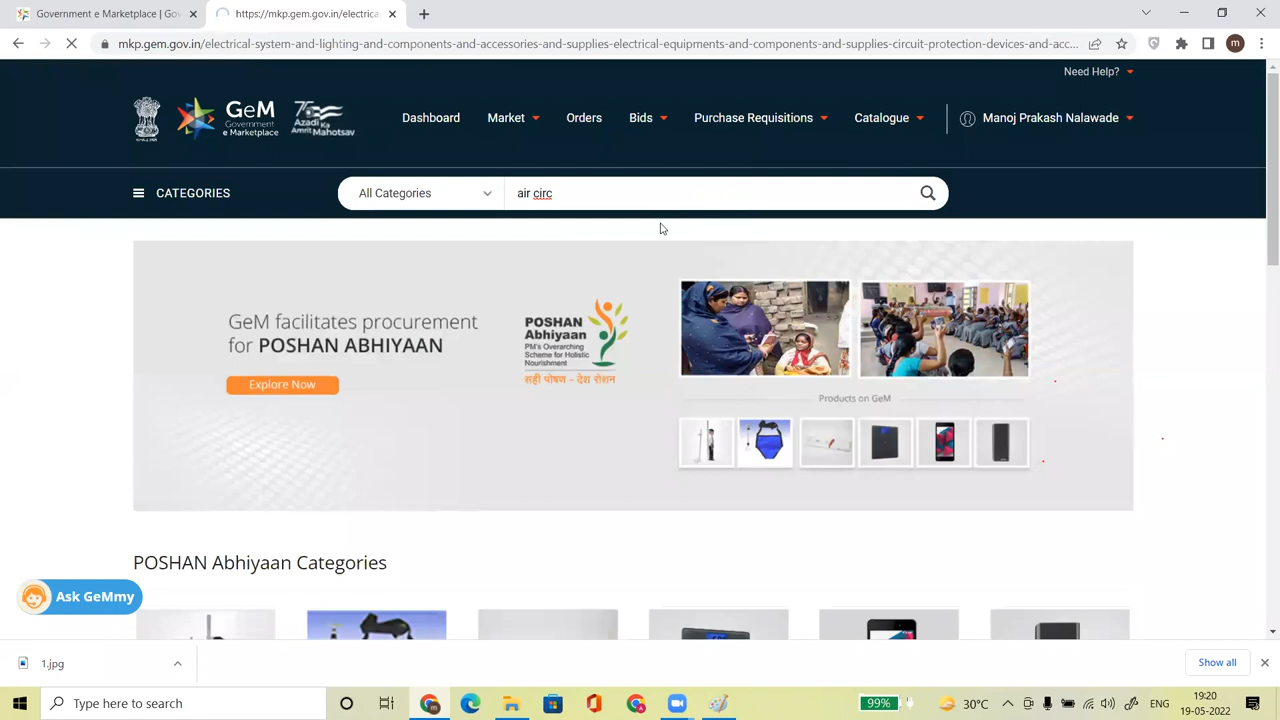 Government e Marketplace | Gov
https://mkp.gem.gov.in/electrica
mkp.gem.gov.in/electrical-system-and-lighting-and-components-and-accessories-and-supplies-electrical-equipments-and-components-and-supplies-circuit-protection-devices-and-acc...
m
Need Help?
GeM
Government
e Marketplace
75
Azadi Ka
Amrit Mahotsav
Dashboard
Market
Orders
Bids
Purchase Requisitions
Catalogue
Manoj Prakash Nalawade
CATEGORIES
All Categories
air circ
GeM facilitates procurement
for POSHAN ABHIYAAN
Explore Now
POSHAN
Abhiyaan
PM's Overarching
Scheme for Holistic
Nourishment
सही पोषण – देश रोशन
Products on GeM
POSHAN Abhiyaan Categories
Ask GeMmy
1.jpg
Show all
Type here to search
99%
30°C
ENG
19:20
19-05-2022